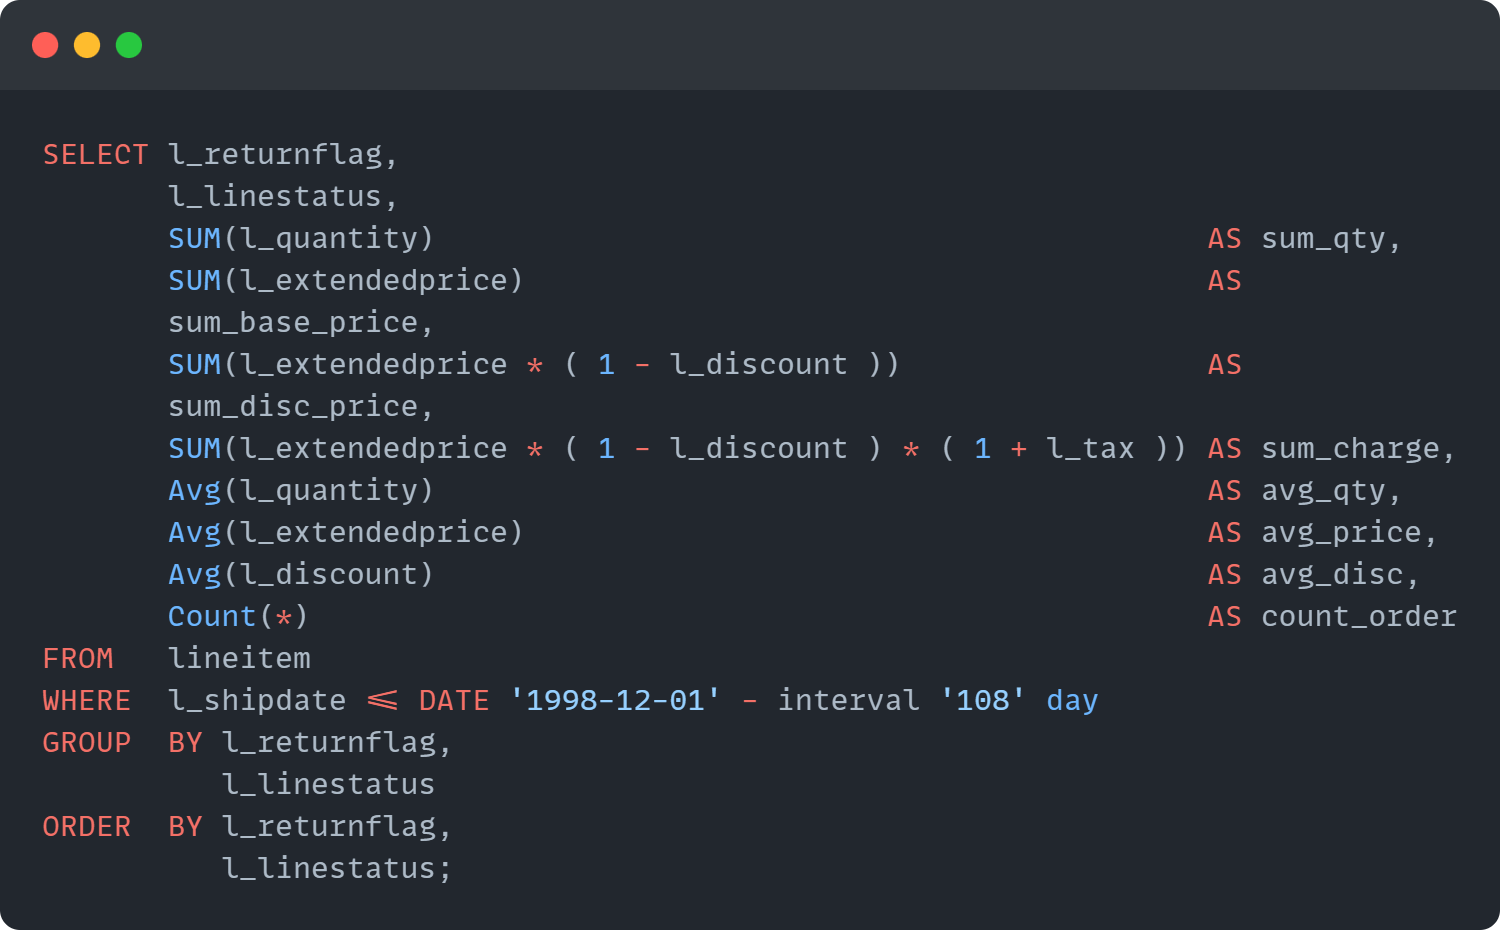 SELECT l_returnflag,
       l_linestatus,
       SUM(l_quantity)                                           AS sum_qty,
       SUM(l_extendedprice)                                      AS
       sum_base_price,
       SUM(l_extendedprice * ( 1 - l_discount ))                 AS
       sum_disc_price,
       SUM(l_extendedprice * ( 1 - l_discount ) * ( 1 + l_tax )) AS sum_charge,
       Avg(l_quantity)                                           AS avg_qty,
       Avg(l_extendedprice)                                      AS avg_price,
       Avg(l_discount)                                           AS avg_disc,
       Count(*)                                                  AS count_order
FROM   lineitem
WHERE  l_shipdate <= DATE '1998-12-01' - interval '108' day
GROUP  BY l_returnflag,
          l_linestatus
ORDER  BY l_returnflag,
          l_linestatus;